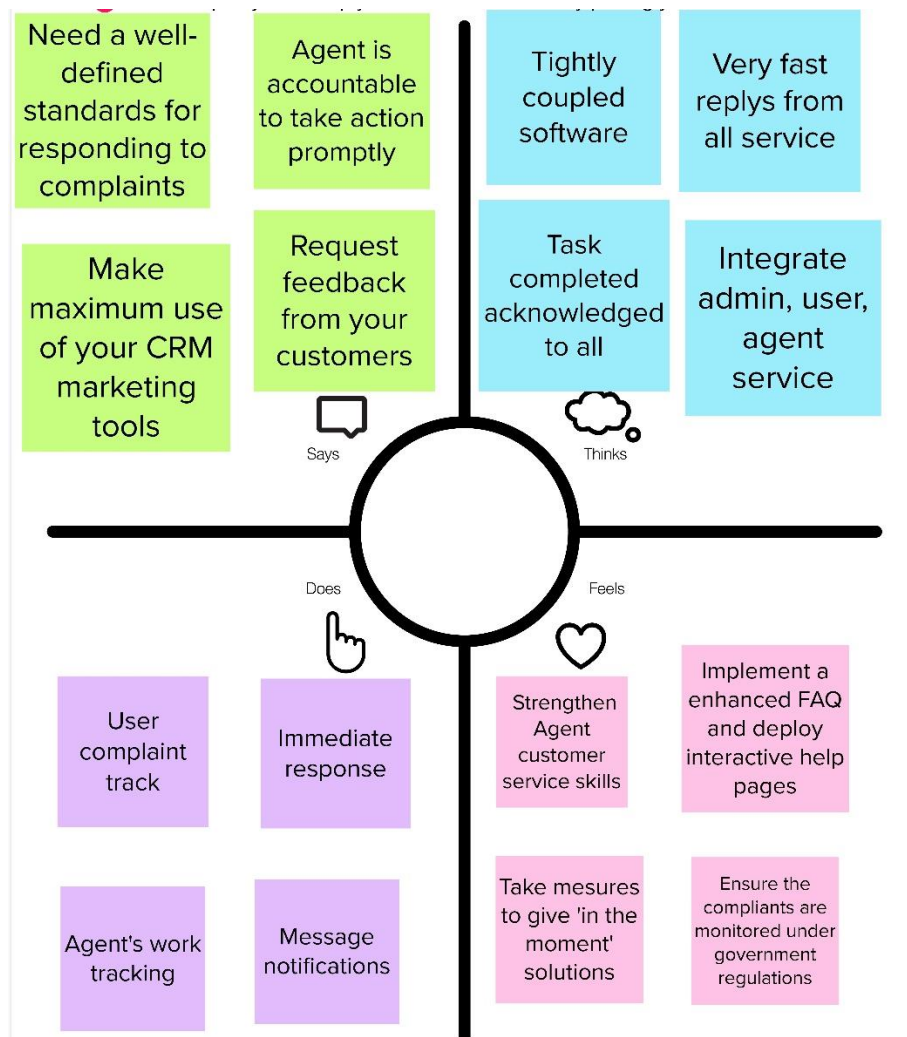 Need a well-
defined
standards for
responding to
complaints
Agent is
accountable
to take action
promptly
Make
maximum use
of your CRM
marketing
tools
Request
feedback
from your
customers
Says
Tightly
coupled
software
Very fast
replys from
all service
Task
completed
acknowledged
to all
Integrate
admin, user,
agent
service
Thinks
Does
User
complaint
track
Immediate
response
Agent's work
tracking
Message
notifications
Feels
Strengthen
Agent
customer
service skills
Implement a
enhanced FAQ
and deploy
interactive help
pages
Take mesures
to give 'in the
moment'
solutions
Ensure the
compliants are
monitored under
government
regulations